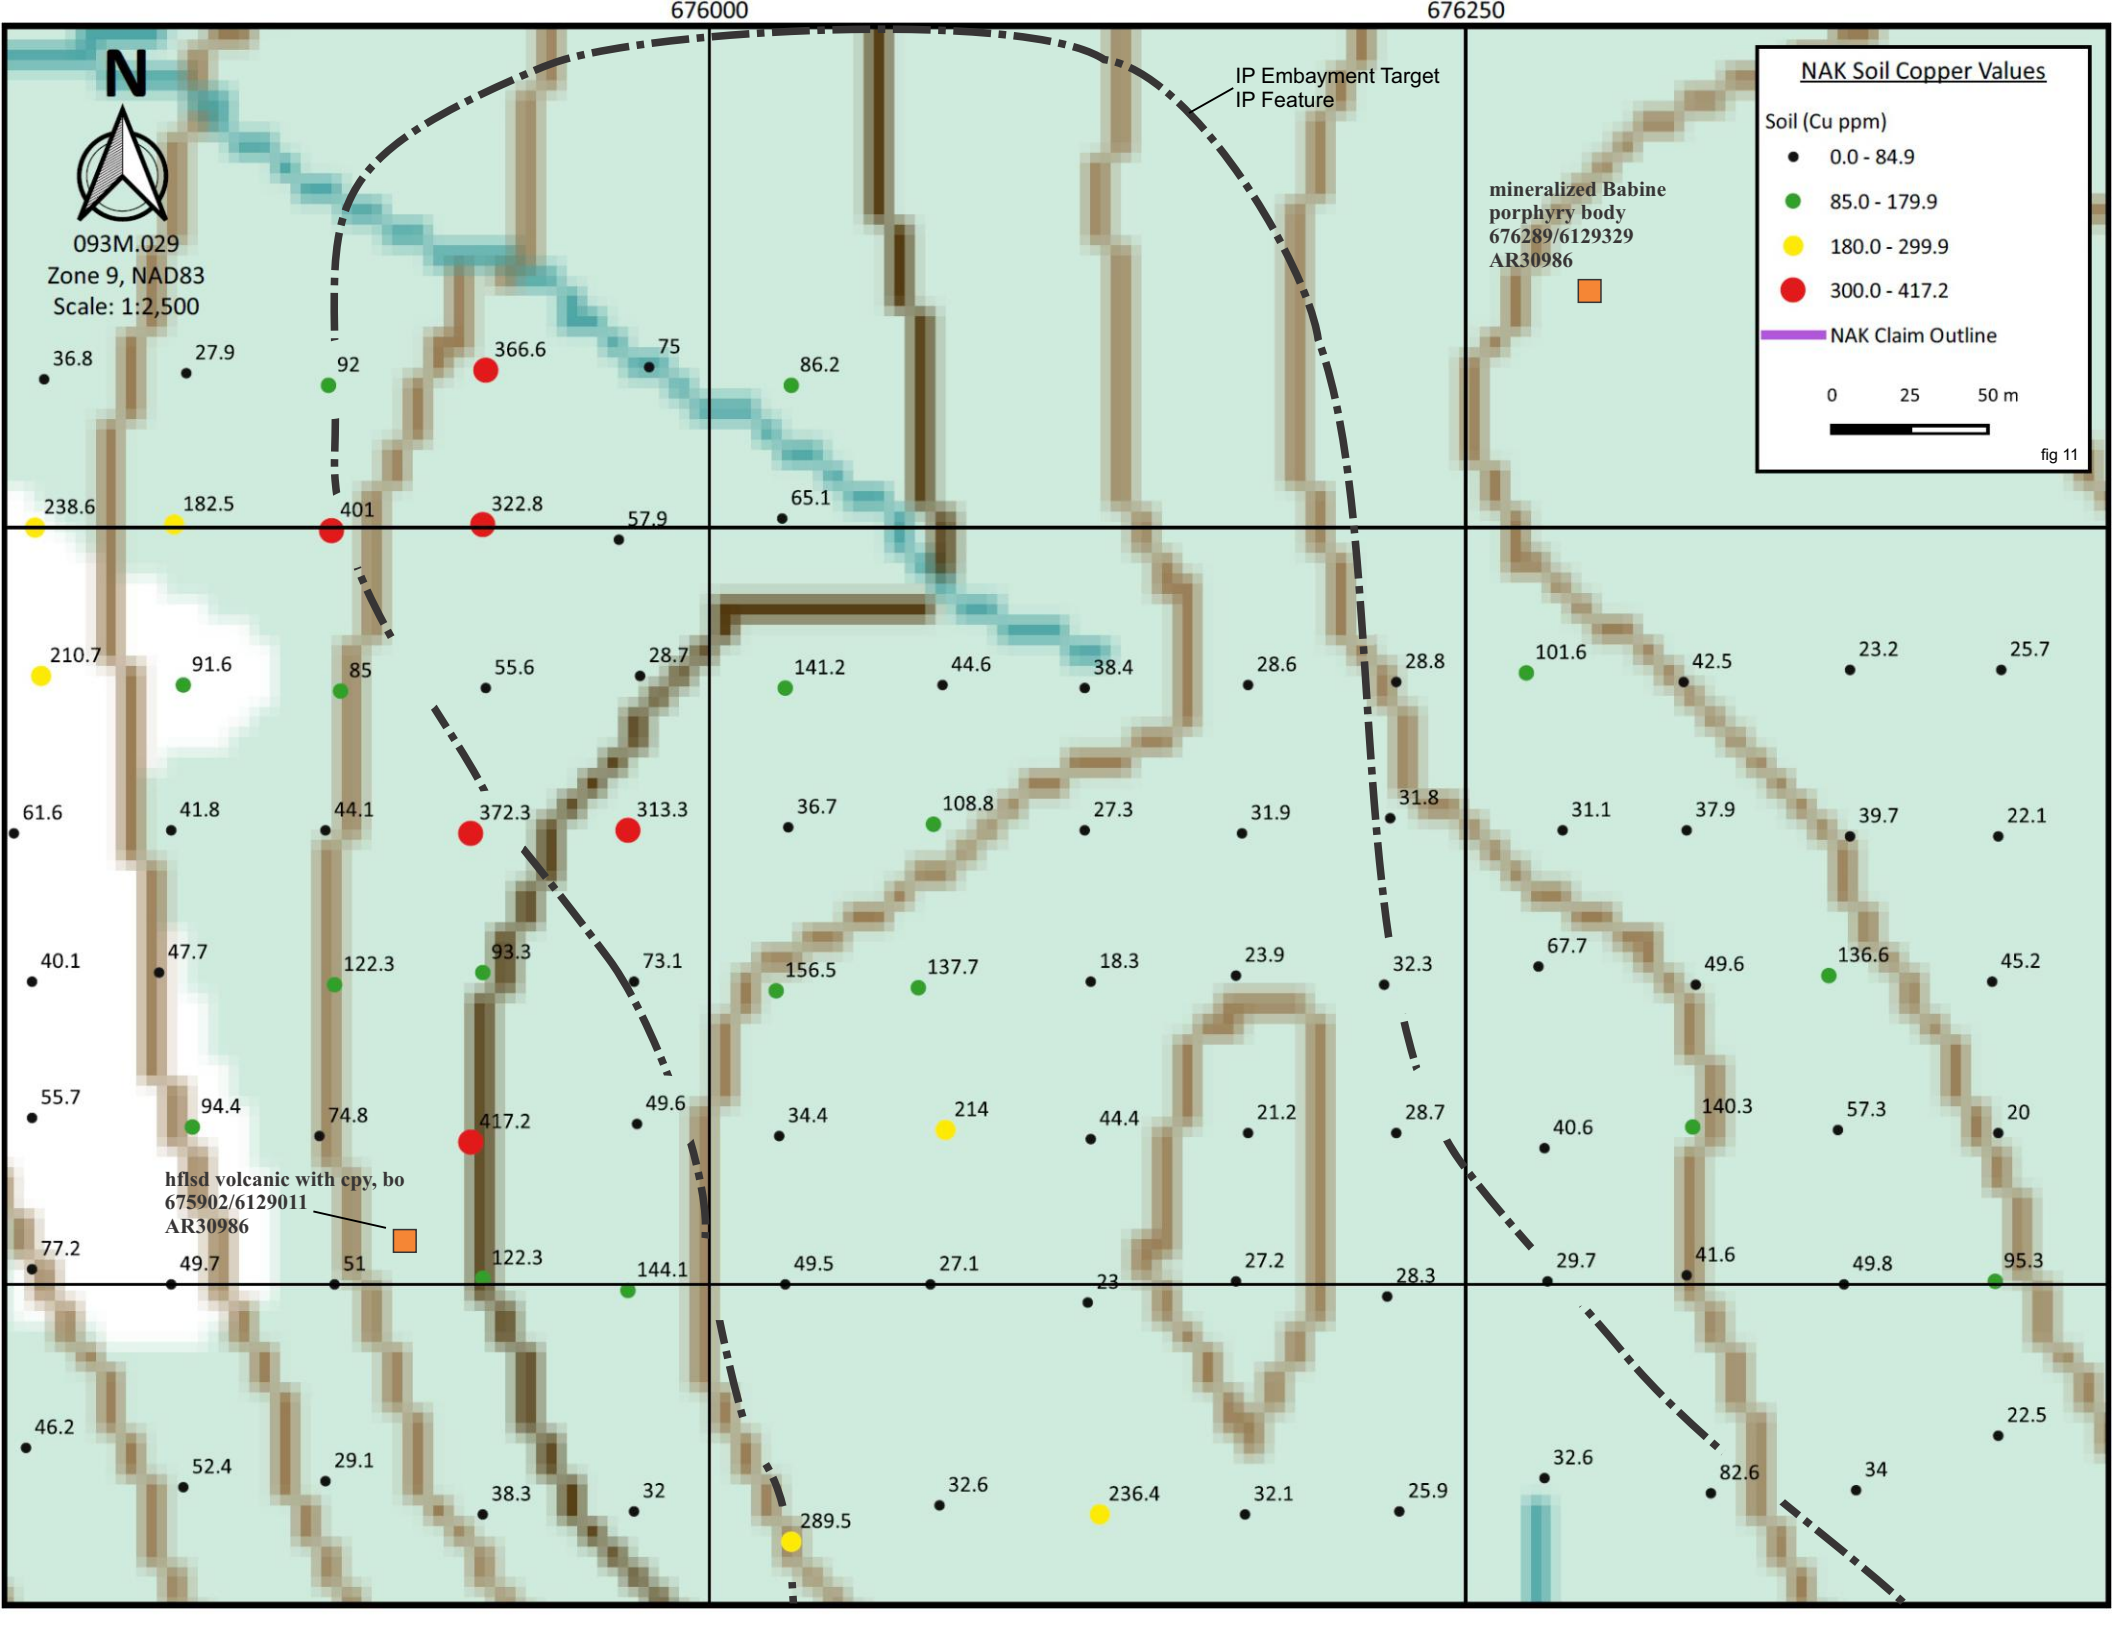 676000
676250
N
093M.029
Zone 9, NAD83
Scale: 1:2,500
IP Embayment Target
IP Feature
NAK Soil Copper Values
Soil (Cu ppm)
0.0 - 84.9
85.0 - 179.9
180.0 - 299.9
300.0 - 417.2
NAK Claim Outline
0 25 50 m
fig 11
mineralized Babine
porphyry body
676289/6129329
AR30986
36.8 27.9 92 366.6 75 86.2
238.6 182.5 401 322.8 57.9 65.1
210.7 91.6 85 55.6 28.7 141.2 44.6 38.4 28.6 28.8 101.6 42.5 23.2 25.7
61.6 41.8 44.1 372.3 313.3 36.7 108.8 27.3 31.9 31.8 31.1 37.9 39.7 22.1
40.1 47.7 122.3 93.3 73.1 156.5 137.7 18.3 23.9 32.3 67.7 49.6 136.6 45.2
55.7 94.4 74.8 417.2 49.6 34.4 214 44.4 21.2 28.7 40.6 140.3 57.3 20
hflsd volcanic with cpy, bo
675902/6129011
AR30986
77.2 49.7 51 122.3 144.1 49.5 27.1 23 27.2 28.3 29.7 41.6 49.8 95.3
46.2 52.4 29.1 38.3 32 289.5 32.6 236.4 32.1 25.9 32.6 82.6 34 22.5